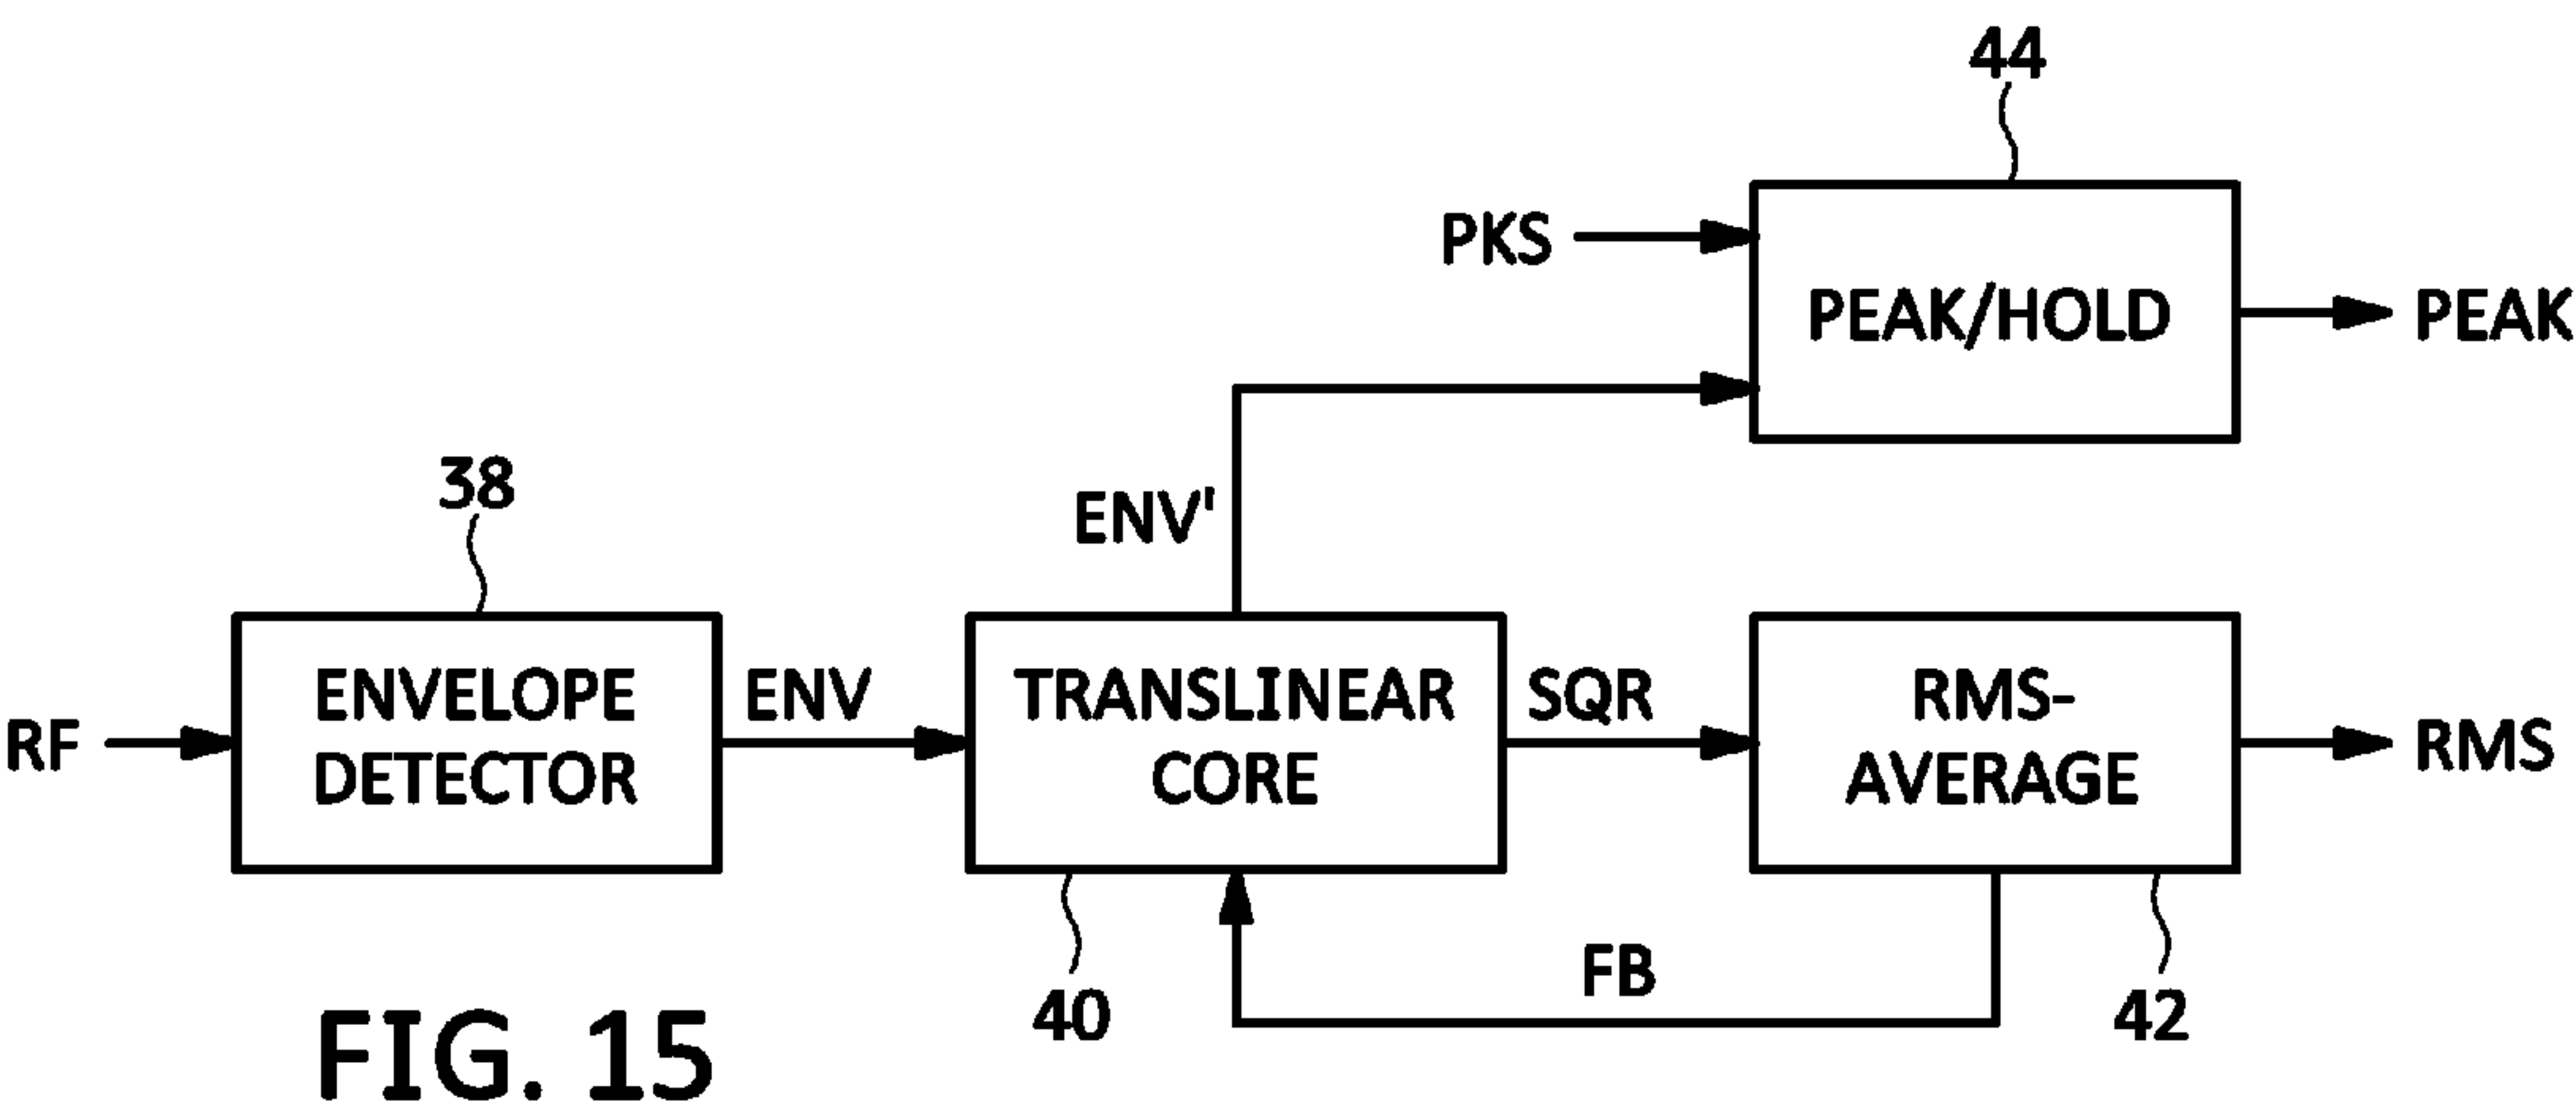 44
PKS
PEAK/HOLD
PEAK
ENV'
38
RF
ENVELOPE
DETECTOR
ENV
TRANSLINEAR
CORE
SQR
RMS-
AVERAGE
RMS
FB
40
42
FIG. 15